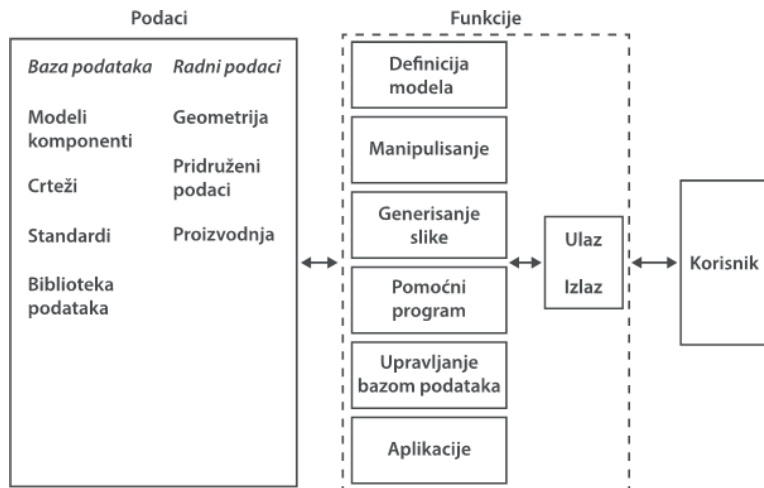 Podaci
Funkcije
Baza podataka
Radni podaci
Modeli
komponenti
Geometrija
Crteži
Pridruženi
podaci
Standardi
Proizvodnja
Biblioteka
podataka
Definicija
modela
Manipulisanje
Generisanje
slike
Pomoćni
program
Upravljanje
bazom podataka
Aplikacije
Ulaz
Izlaz
Korisnik